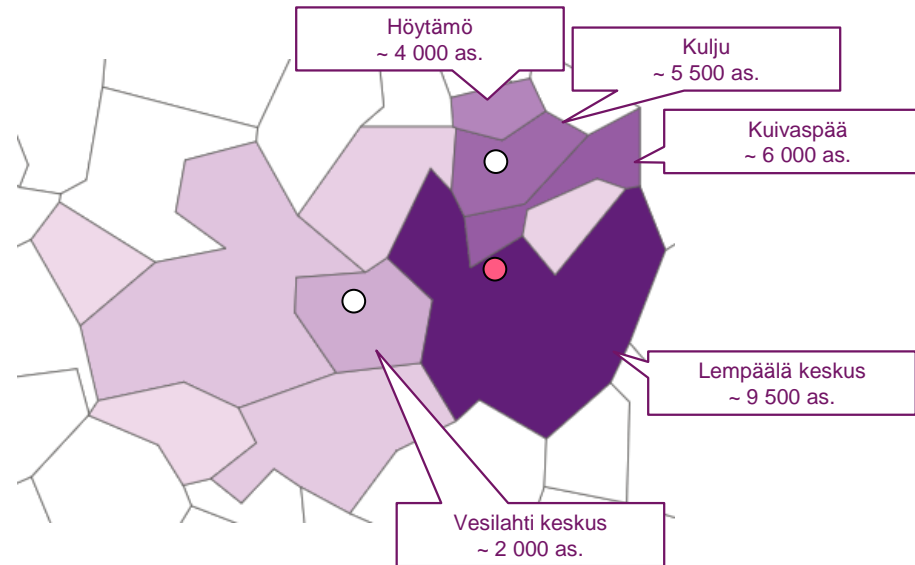 Höytämö
~ 4 000 as.
Kulju
~ 5 500 as.
Kuivaspää
~ 6 000 as.
Lempäälä keskus
~ 9 500 as.
Vesilahti keskus
~ 2 000 as.